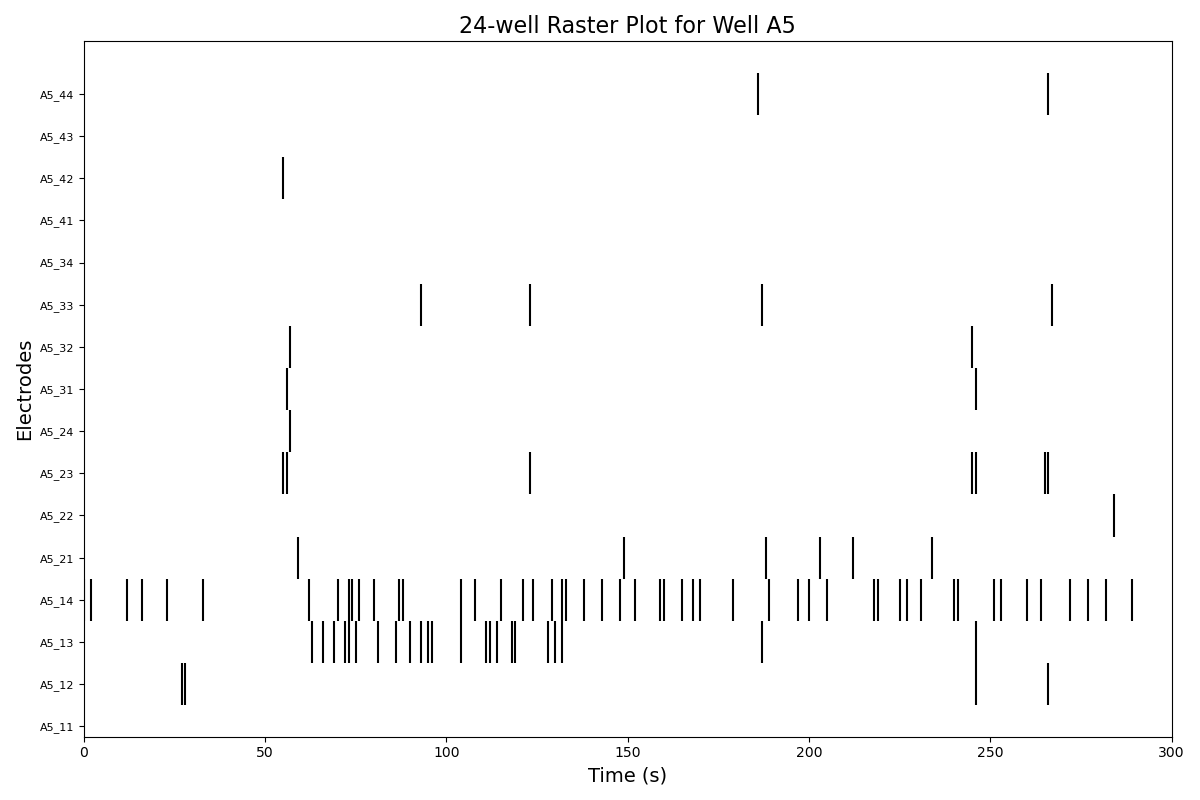 24-well Raster Plot for Well A5
A5_44
A5_43
A5_42
A5_41
A5_34
A5_33
A5_32
A5_31
A5_24
A5_23
A5_22
A5_21
A5_14
A5_13
A5_12
A5_11
Electrodes
0 50 100 150 200 250 300
Time (s)